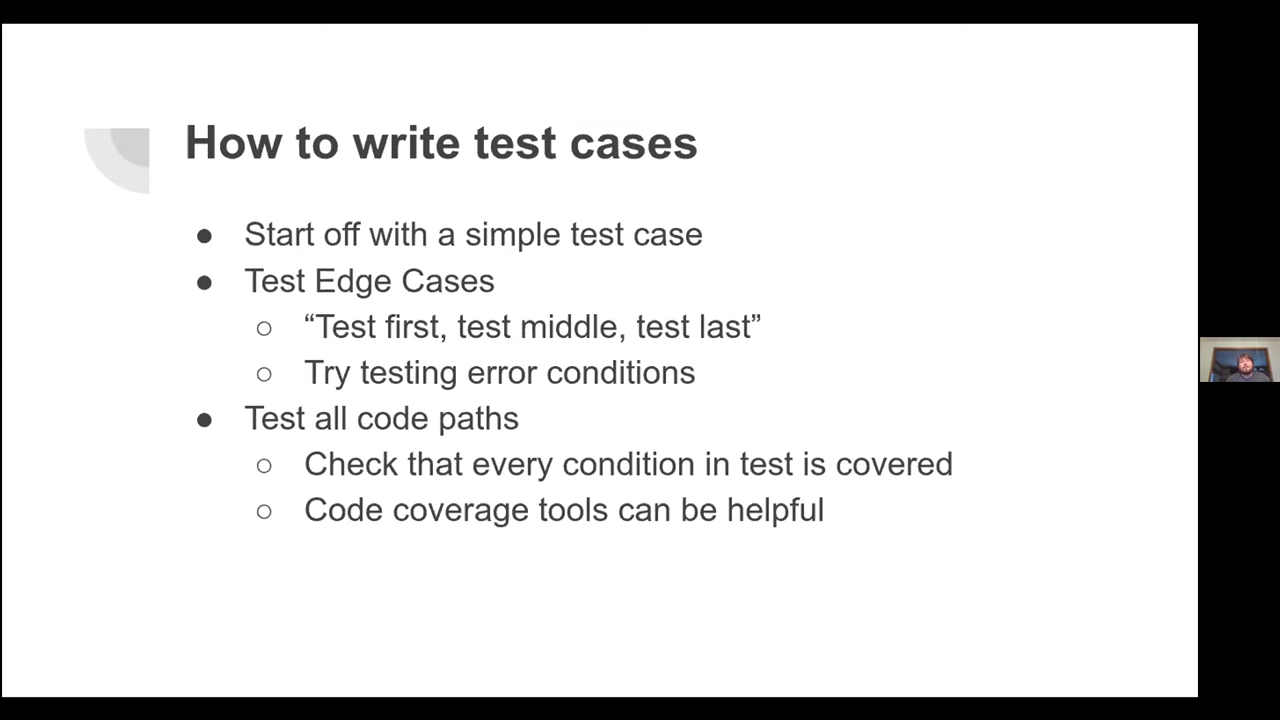 How to write test cases
● Start off with a simple test case
● Test Edge Cases
○ “Test first, test middle, test last”
○ Try testing error conditions
● Test all code paths
○ Check that every condition in test is covered
○ Code coverage tools can be helpful